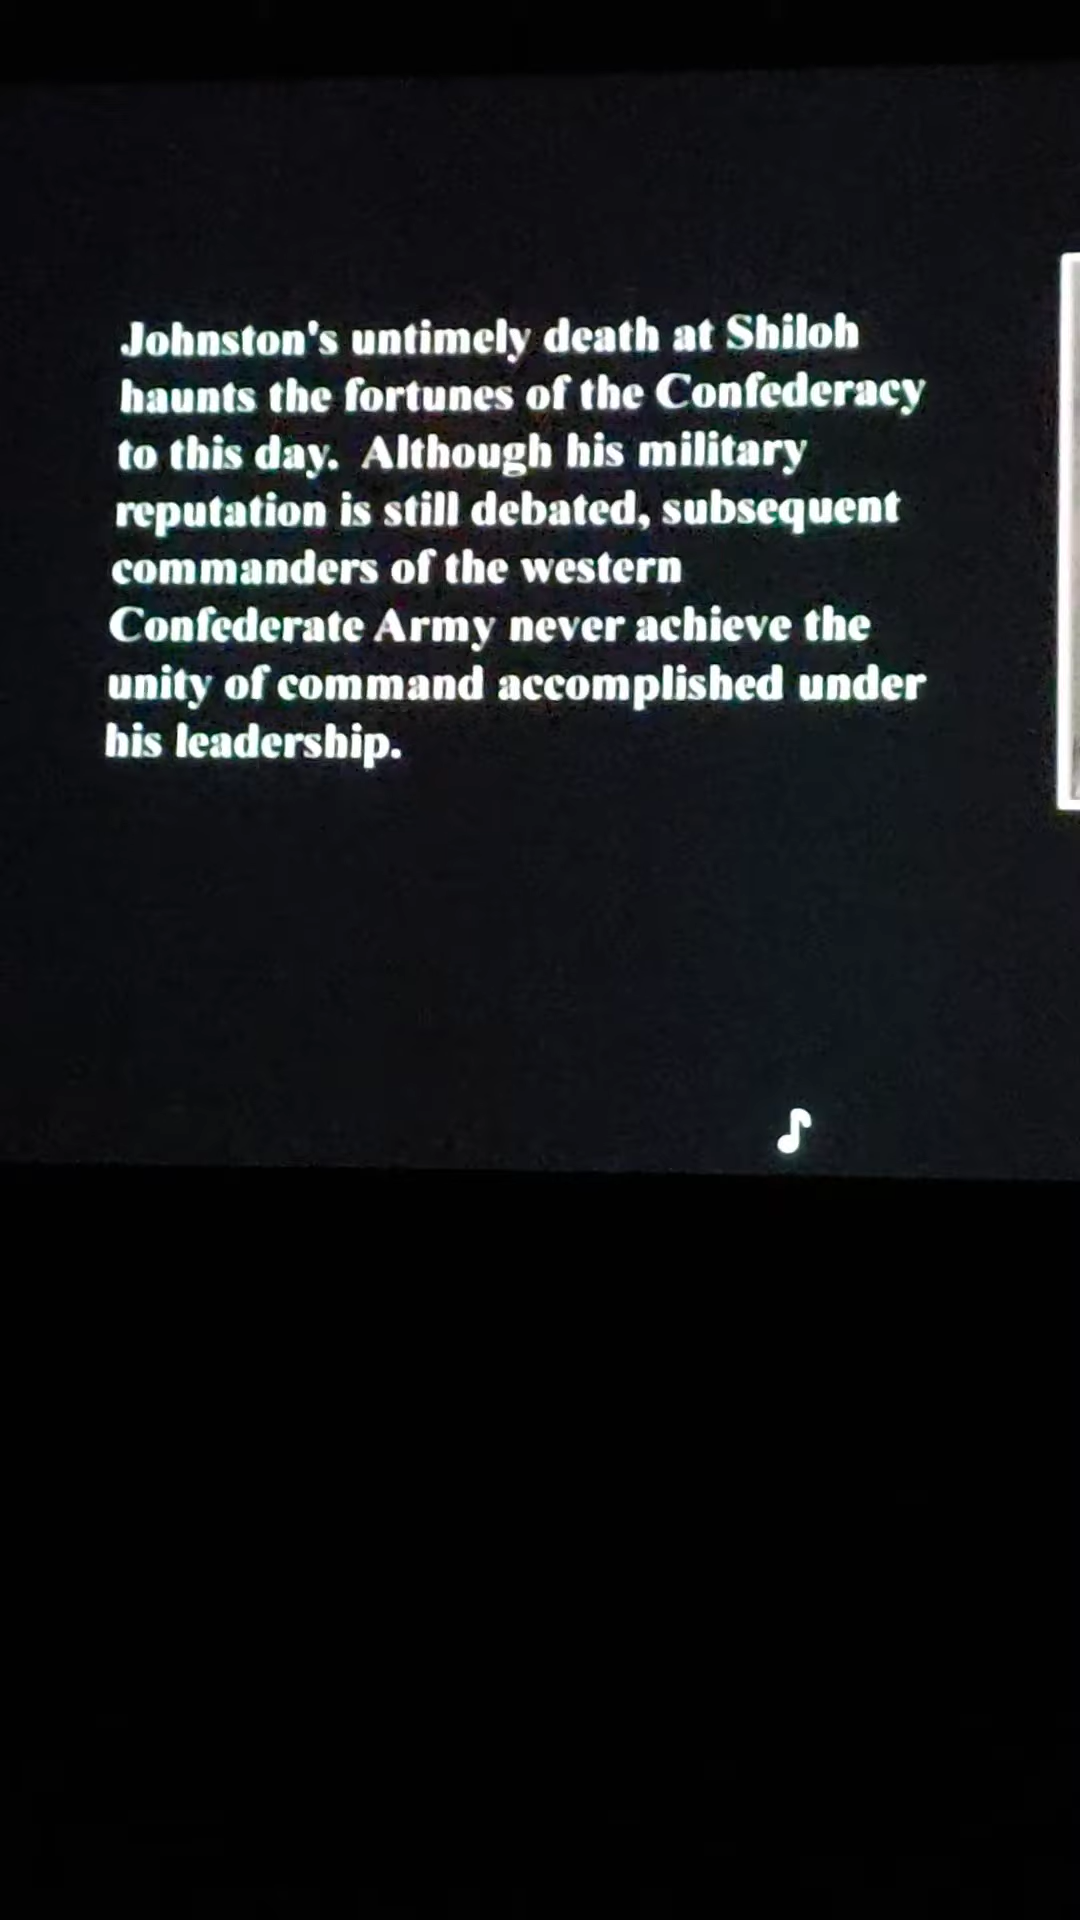 Johnston's untimely death at Shiloh
haunts the fortunes of the Confederacy
to this day.  Although his military
reputation is still debated, subsequent
commanders of the western
Confederate Army never achieve the
unity of command accomplished under
his leadership.
♪